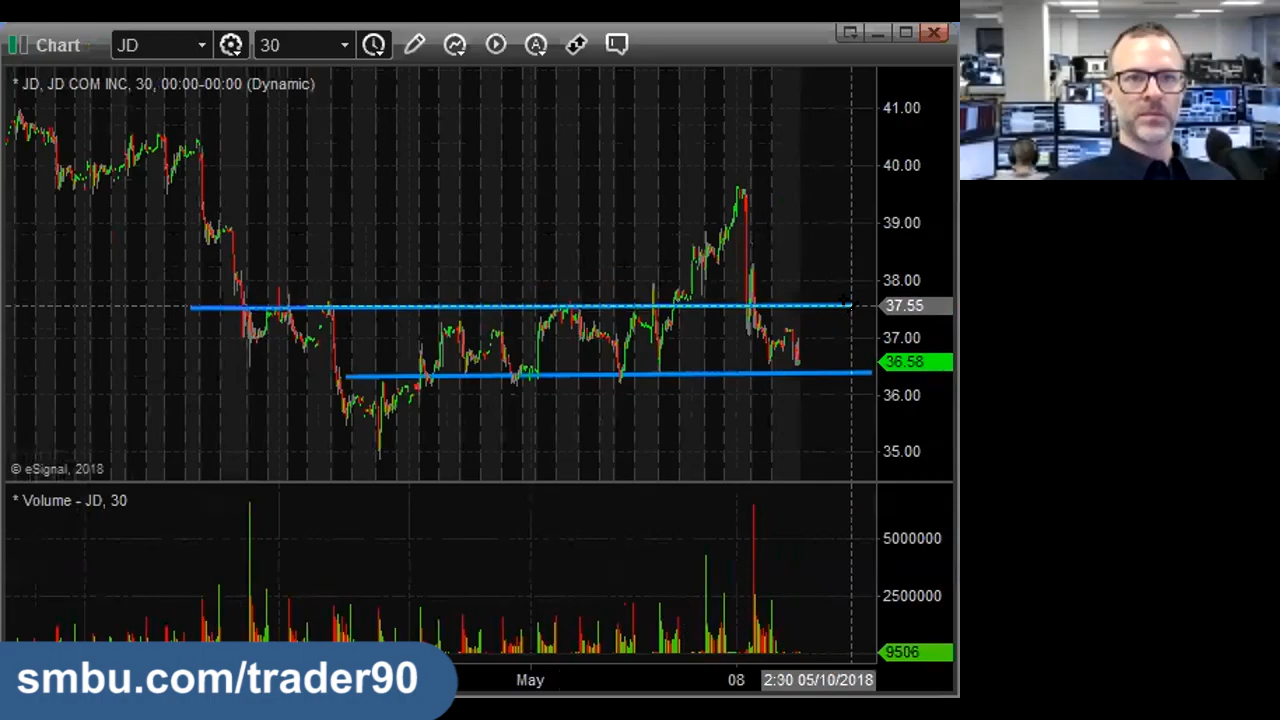 Chart
JD
30
* JD, JD COM INC, 30, 00:00-00:00 (Dynamic)
41.00
40.00
39.00
38.00
37.55
37.00
36.58
36.00
35.00
© eSignal, 2018
* Volume - JD, 30
5000000
2500000
9506
May
08
2:30 05/10/2018
smbu.com/trader90